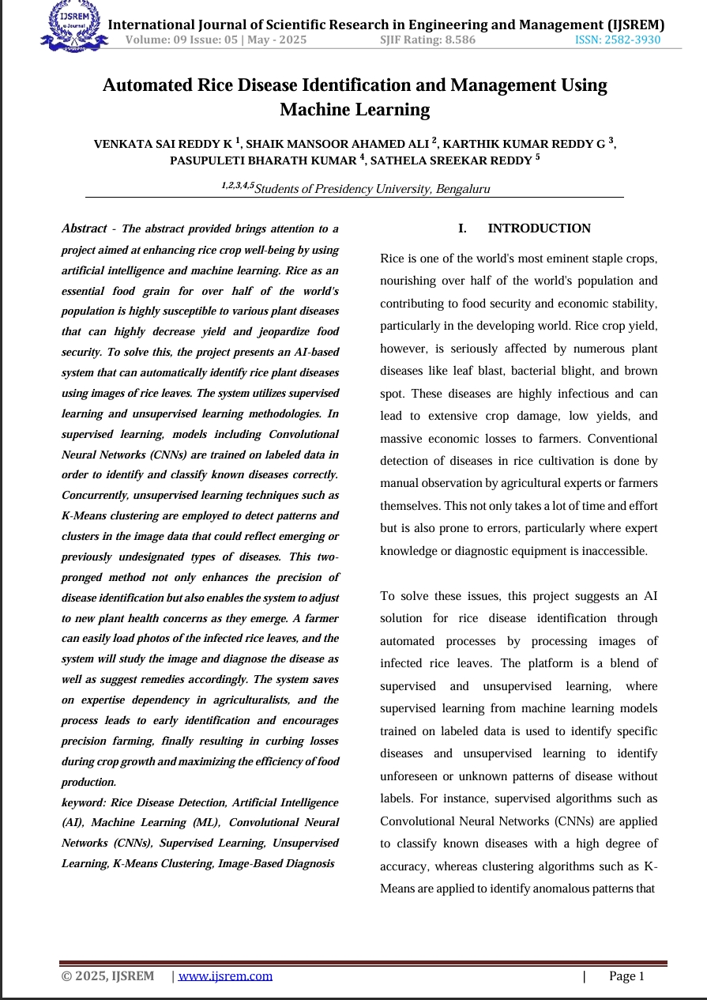 IJSREM
e-Journal
International Journal of Scientific Research in Engineering and Management (IJSREM)
Volume: 09 Issue: 05 | May - 2025 SJIF Rating: 8.586 ISSN: 2582-3930
Automated Rice Disease Identification and Management Using
Machine Learning
VENKATA SAI REDDY K 1, SHAIK MANSOOR AHAMED ALI 2, KARTHIK KUMAR REDDY G 3,
PASUPULETI BHARATH KUMAR 4, SATHELA SREEKAR REDDY 5
1,2,3,4,5Students of Presidency University, Bengaluru
Abstract - The abstract provided brings attention to a
project aimed at enhancing rice crop well-being by using
artificial intelligence and machine learning. Rice as an
essential food grain for over half of the world's
population is highly susceptible to various plant diseases
that can highly decrease yield and jeopardize food
security. To solve this, the project presents an AI-based
system that can automatically identify rice plant diseases
using images of rice leaves. The system utilizes supervised
learning and unsupervised learning methodologies. In
supervised learning, models including Convolutional
Neural Networks (CNNs) are trained on labeled data in
order to identify and classify known diseases correctly.
Concurrently, unsupervised learning techniques such as
K-Means clustering are employed to detect patterns and
clusters in the image data that could reflect emerging or
previously undesignated types of diseases. This two-
pronged method not only enhances the precision of
disease identification but also enables the system to adjust
to new plant health concerns as they emerge. A farmer
can easily load photos of the infected rice leaves, and the
system will study the image and diagnose the disease as
well as suggest remedies accordingly. The system saves
on expertise dependency in agriculturalists, and the
process leads to early identification and encourages
precision farming, finally resulting in curbing losses
during crop growth and maximizing the efficiency of food
production.
keyword: Rice Disease Detection, Artificial Intelligence
(AI), Machine Learning (ML), Convolutional Neural
Networks (CNNs), Supervised Learning, Unsupervised
Learning, K-Means Clustering, Image-Based Diagnosis
I. INTRODUCTION
Rice is one of the world's most eminent staple crops,
nourishing over half of the world's population and
contributing to food security and economic stability,
particularly in the developing world. Rice crop yield,
however, is seriously affected by numerous plant
diseases like leaf blast, bacterial blight, and brown
spot. These diseases are highly infectious and can
lead to extensive crop damage, low yields, and
massive economic losses to farmers. Conventional
detection of diseases in rice cultivation is done by
manual observation by agricultural experts or farmers
themselves. This not only takes a lot of time and effort
but is also prone to errors, particularly where expert
knowledge or diagnostic equipment is inaccessible.
To solve these issues, this project suggests an AI
solution for rice disease identification through
automated processes by processing images of
infected rice leaves. The platform is a blend of
supervised and unsupervised learning, where
supervised learning from machine learning models
trained on labeled data is used to identify specific
diseases and unsupervised learning to identify
unforeseen or unknown patterns of disease without
labels. For instance, supervised algorithms such as
Convolutional Neural Networks (CNNs) are applied
to classify known diseases with a high degree of
accuracy, whereas clustering algorithms such as K-
Means are applied to identify anomalous patterns that
© 2025, IJSREM | www.ijsrem.com | Page 1